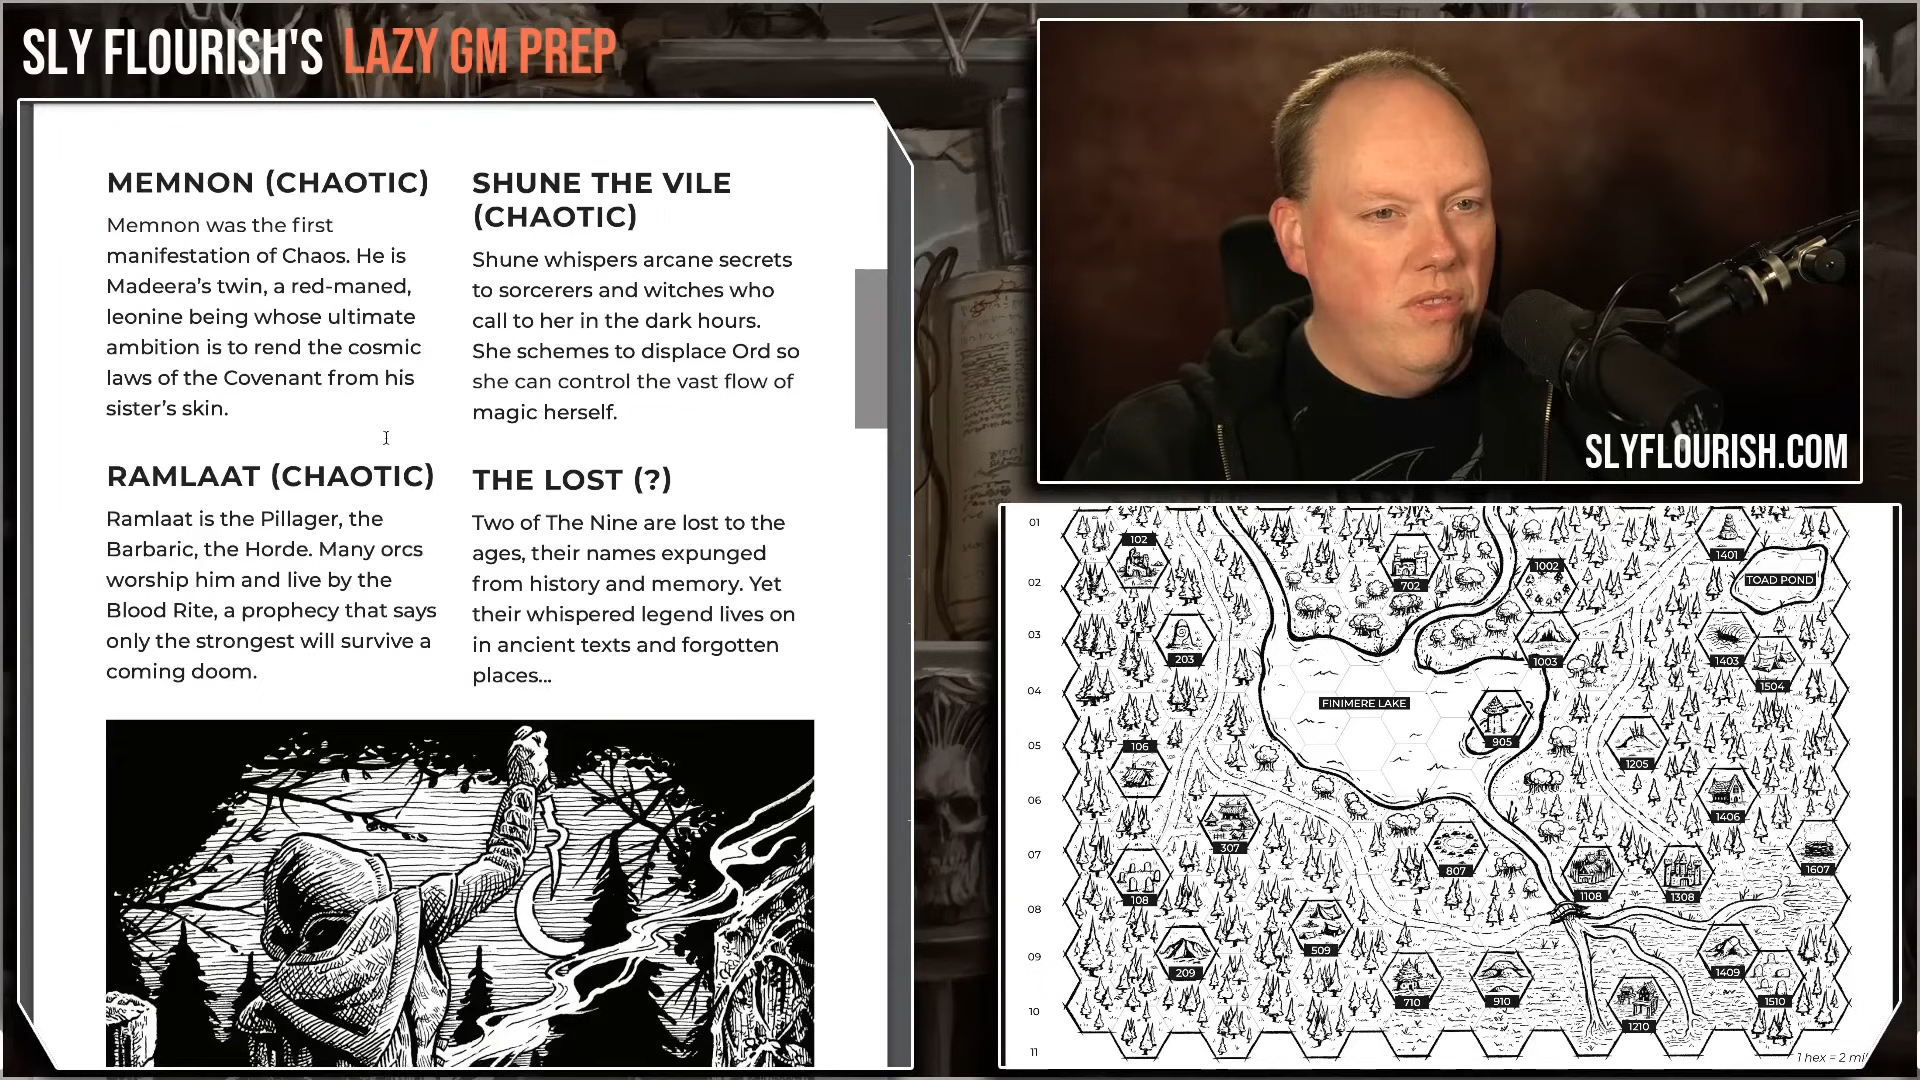 SLY FLOURISH'S LAZY GM PREP
MEMNON (CHAOTIC)
Memnon was the first
manifestation of Chaos. He is
Madeera’s twin, a red-maned,
leonine being whose ultimate
ambition is to rend the cosmic
laws of the Covenant from his
sister’s skin.
RAMLAAT (CHAOTIC)
Ramlaat is the Pillager, the
Barbaric, the Horde. Many orcs
worship him and live by the
Blood Rite, a prophecy that says
only the strongest will survive a
coming doom.
SHUNE THE VILE
(CHAOTIC)
Shune whispers arcane secrets
to sorcerers and witches who
call to her in the dark hours.
She schemes to displace Ord so
she can control the vast flow of
magic herself.
THE LOST (?)
Two of The Nine are lost to the
ages, their names expunged
from history and memory. Yet
their whispered legend lives on
in ancient texts and forgotten
places...
SLYFLOURISH.COM
01
102
1401
702
1002
02
TOAD POND
03
203
1003
1403
1504
04
FINIMERE LAKE
905
05
106
1205
06
1406
307
07
807
1607
108
1108
1308
08
509
09
209
1409
710
910
1510
10
1210
11
1 hex = 2 mi